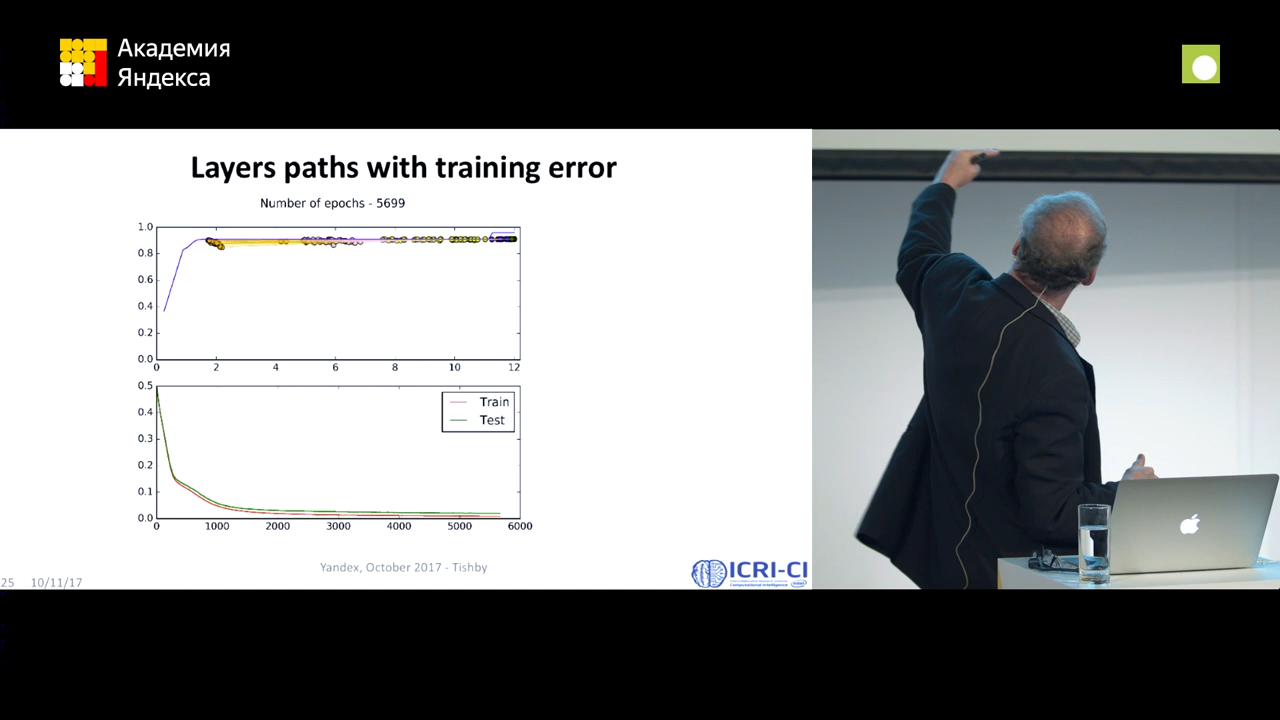 Академия
Яндекса
Layers paths with training error
Number of epochs - 5699
1.0
0.8
0.6
0.4
0.2
0.0
0 2 4 6 8 10 12
0.5
0.4
0.3
0.2
0.1
0.0
Train
Test
0 1000 2000 3000 4000 5000 6000
Yandex, October 2017 - Tishby
25 10/11/17
ICRI-CI